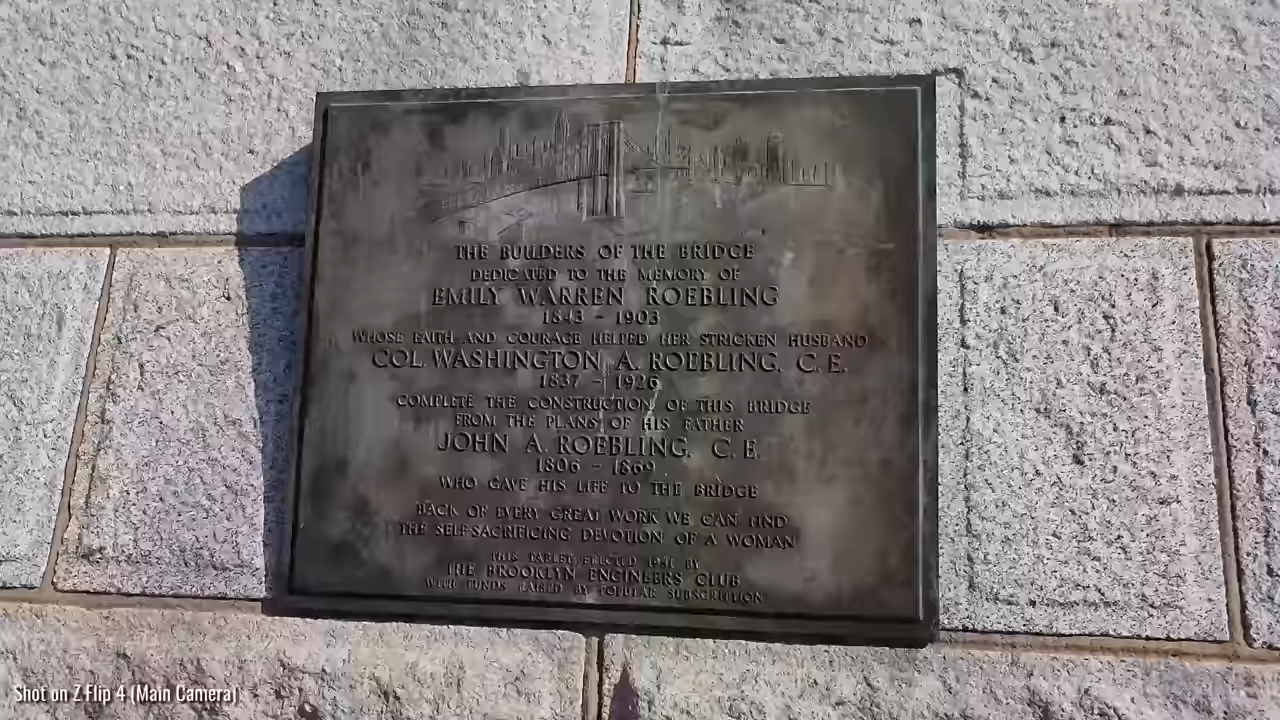 THE BUILDERS OF THE BRIDGE
DEDICATED TO THE MEMORY OF
EMILY WARREN ROEBLING
1843 - 1903
WHOSE FAITH AND COURAGE HELPED HER STRICKEN HUSBAND
COL. WASHINGTON A. ROEBLING, C. E.
1837 - 1926
COMPLETE THE CONSTRUCTION OF THIS BRIDGE
FROM THE PLANS OF HIS FATHER
JOHN A. ROEBLING, C. E.
1806 - 1869
WHO GAVE HIS LIFE TO THE BRIDGE
BACK OF EVERY GREAT WORK WE CAN FIND
THE SELF-SACRIFICING DEVOTION OF A WOMAN
THIS TABLET ERECTED 1951 BY
THE BROOKLYN ENGINEERS CLUB
WITH FUNDS RAISED BY POPULAR SUBSCRIPTION
Shot on Z Flip 4 (Main Camera)